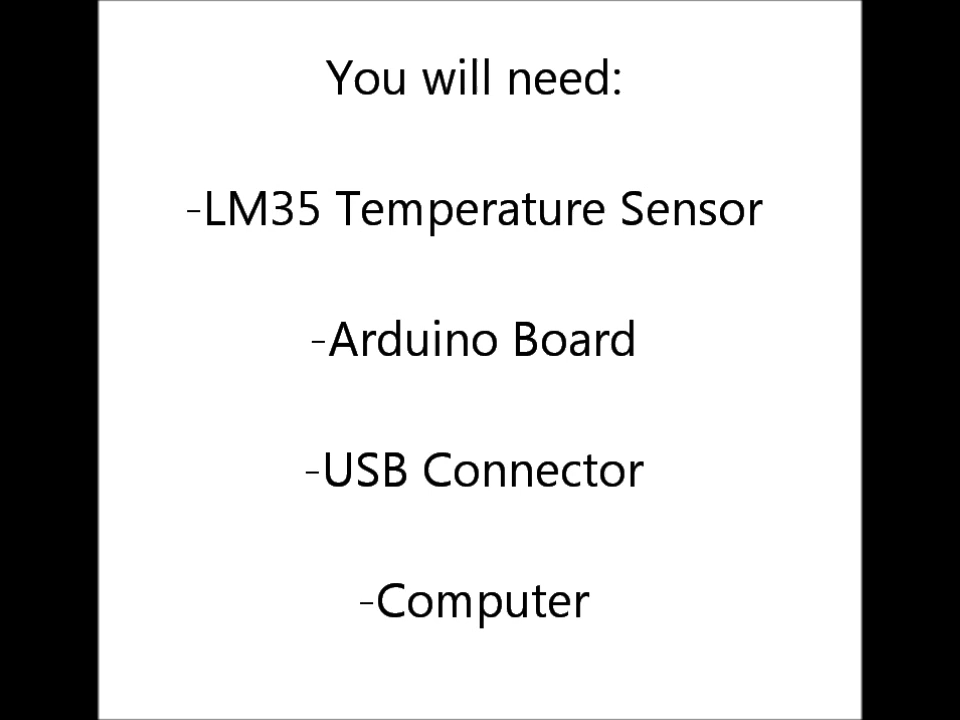 You will need:
-LM35 Temperature Sensor
-Arduino Board
-USB Connector
-Computer